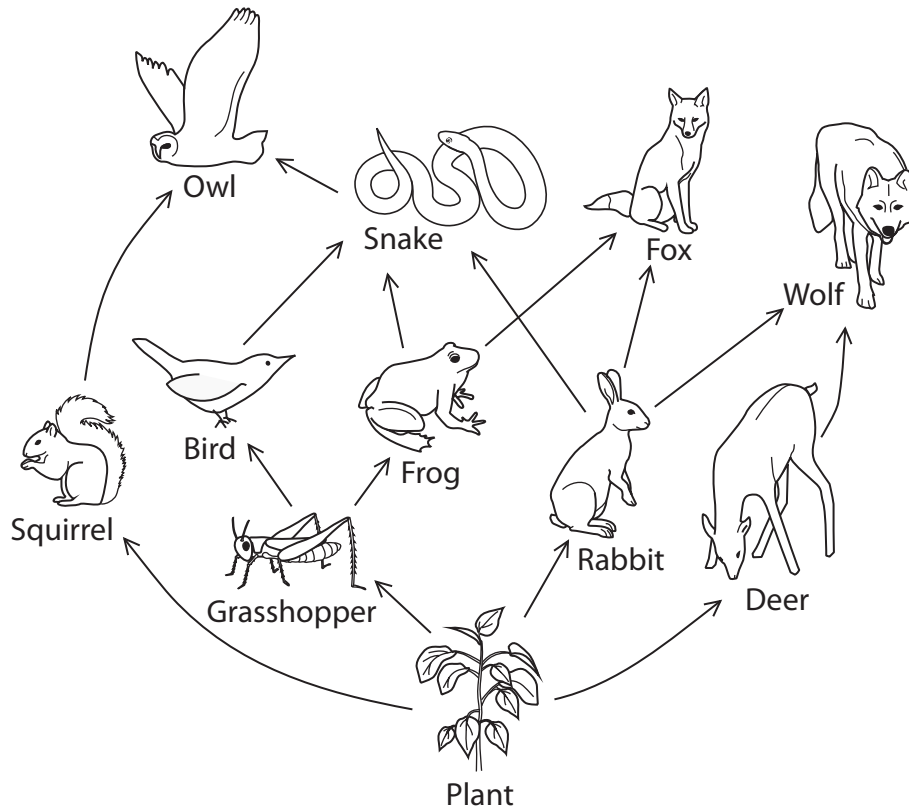 Owl
Snake
Fox
Wolf
Bird
Frog
Squirrel
Rabbit
Grasshopper
Deer
Plant